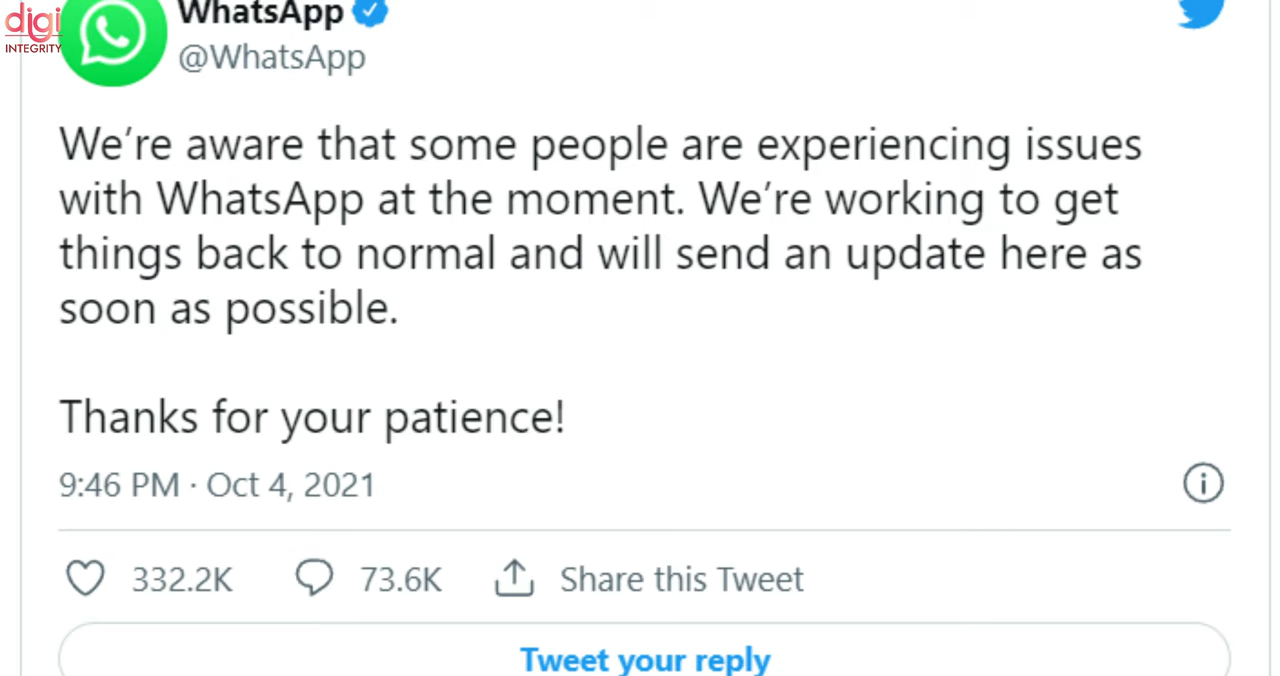 digi
INTEGRITY
WhatsApp
@WhatsApp
We're aware that some people are experiencing issues
with WhatsApp at the moment. We're working to get
things back to normal and will send an update here as
soon as possible.
Thanks for your patience!
9:46 PM · Oct 4, 2021
332.2K 73.6K Share this Tweet
Tweet your reply